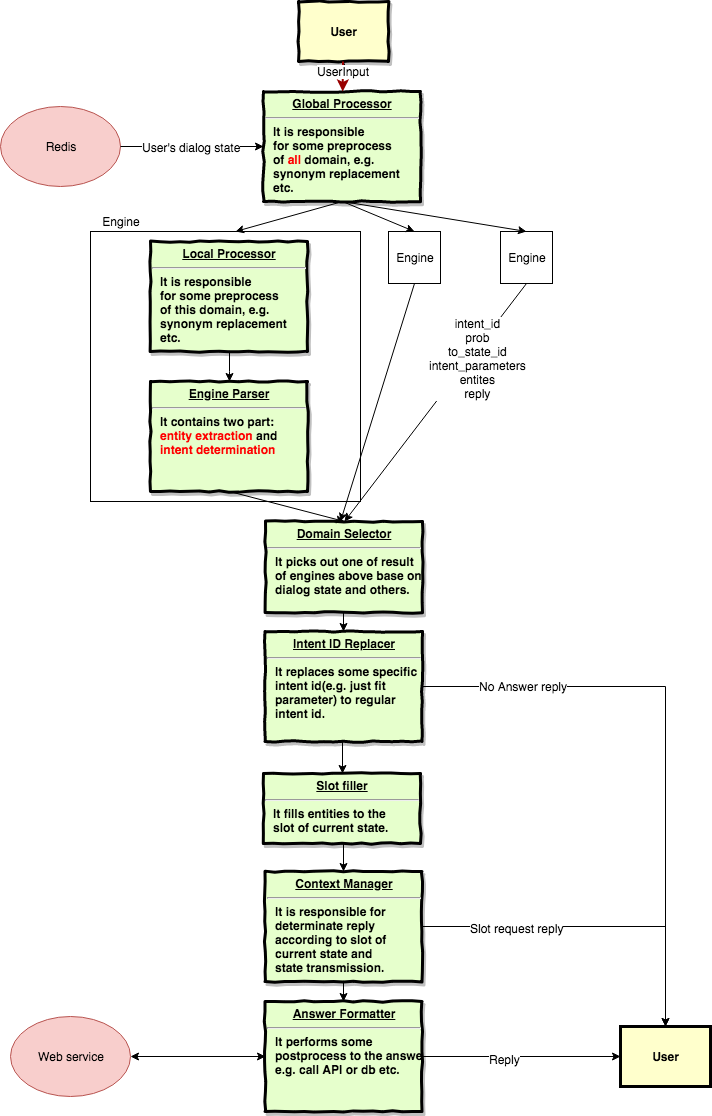 User
UserInput
Global Processor
It is responsible
for some preprocess
of all domain, e.g.
synonym replacement
etc.
Redis
User's dialog state
Engine
Local Processor
It is responsible
for some preprocess
of this domain, e.g.
synonym replacement
etc.
Engine
Engine
intent_id
prob
to_state_id
intent_parameters
entites
reply
Engine Parser
It contains two part:
entity extraction and
intent determination
Domain Selector
It picks out one of result
of engines above base on
dialog state and others.
Intent ID Replacer
It replaces some specific
intent id(e.g. just fit
parameter) to regular
intent id.
No Answer reply
Slot filler
It fills entities to the
slot of current state.
Context Manager
It is responsible for
determinate reply
according to slot of
current state and
state transmission.
Slot request reply
Answer Formatter
It performs some
postprocess to the answe
e.g. call API or db etc.
Web service
Reply
User